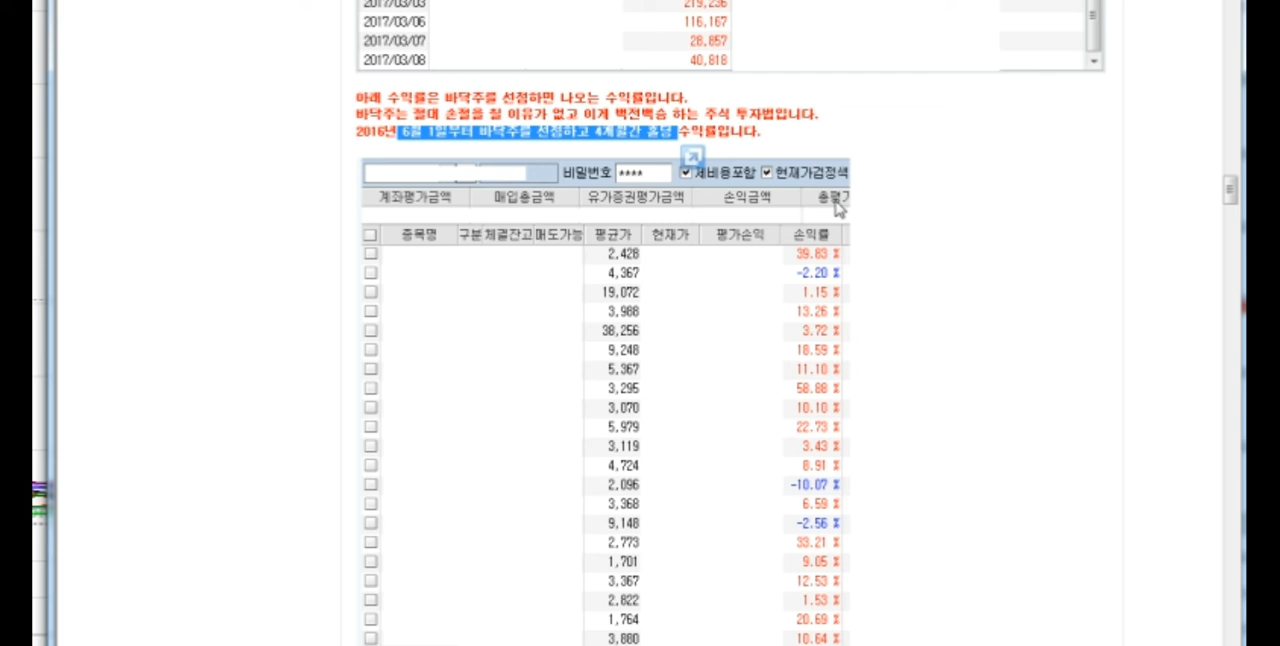 2017/03/03 219,236
2017/03/06 116,167
2017/03/07 28,857
2017/03/08 40,818
아래 수익률은 바닥주를 선점하면 나오는 수익률입니다.
바닥주는 절대 손절을 칠 이유가 없고 이게 백전백승 하는 주식 투자법입니다.
2016년 6월 1일부터 바닥주를 선점하고 4개월간 홀딩 수익률입니다.
비밀번호 **** 제비용포함 현재가검정색
계좌평가금액 매입총금액 유가증권평가금액 손익금액 총평가
종목명 구분 체결잔고 매도가능 평균가 현재가 평가손익 손익률
2,428 39.83 %
4,367 -2.20 %
19,072 1.15 %
3,988 13.26 %
38,256 3.72 %
9,248 18.59 %
5,367 11.10 %
3,295 58.88 %
3,070 10.10 %
5,979 22.73 %
3,119 3.43 %
4,724 8.91 %
2,096 -10.07 %
3,368 6.59 %
9,148 -2.56 %
2,773 33.21 %
1,701 9.05 %
3,367 12.53 %
2,822 1.53 %
1,764 20.69 %
3,880 10.64 %